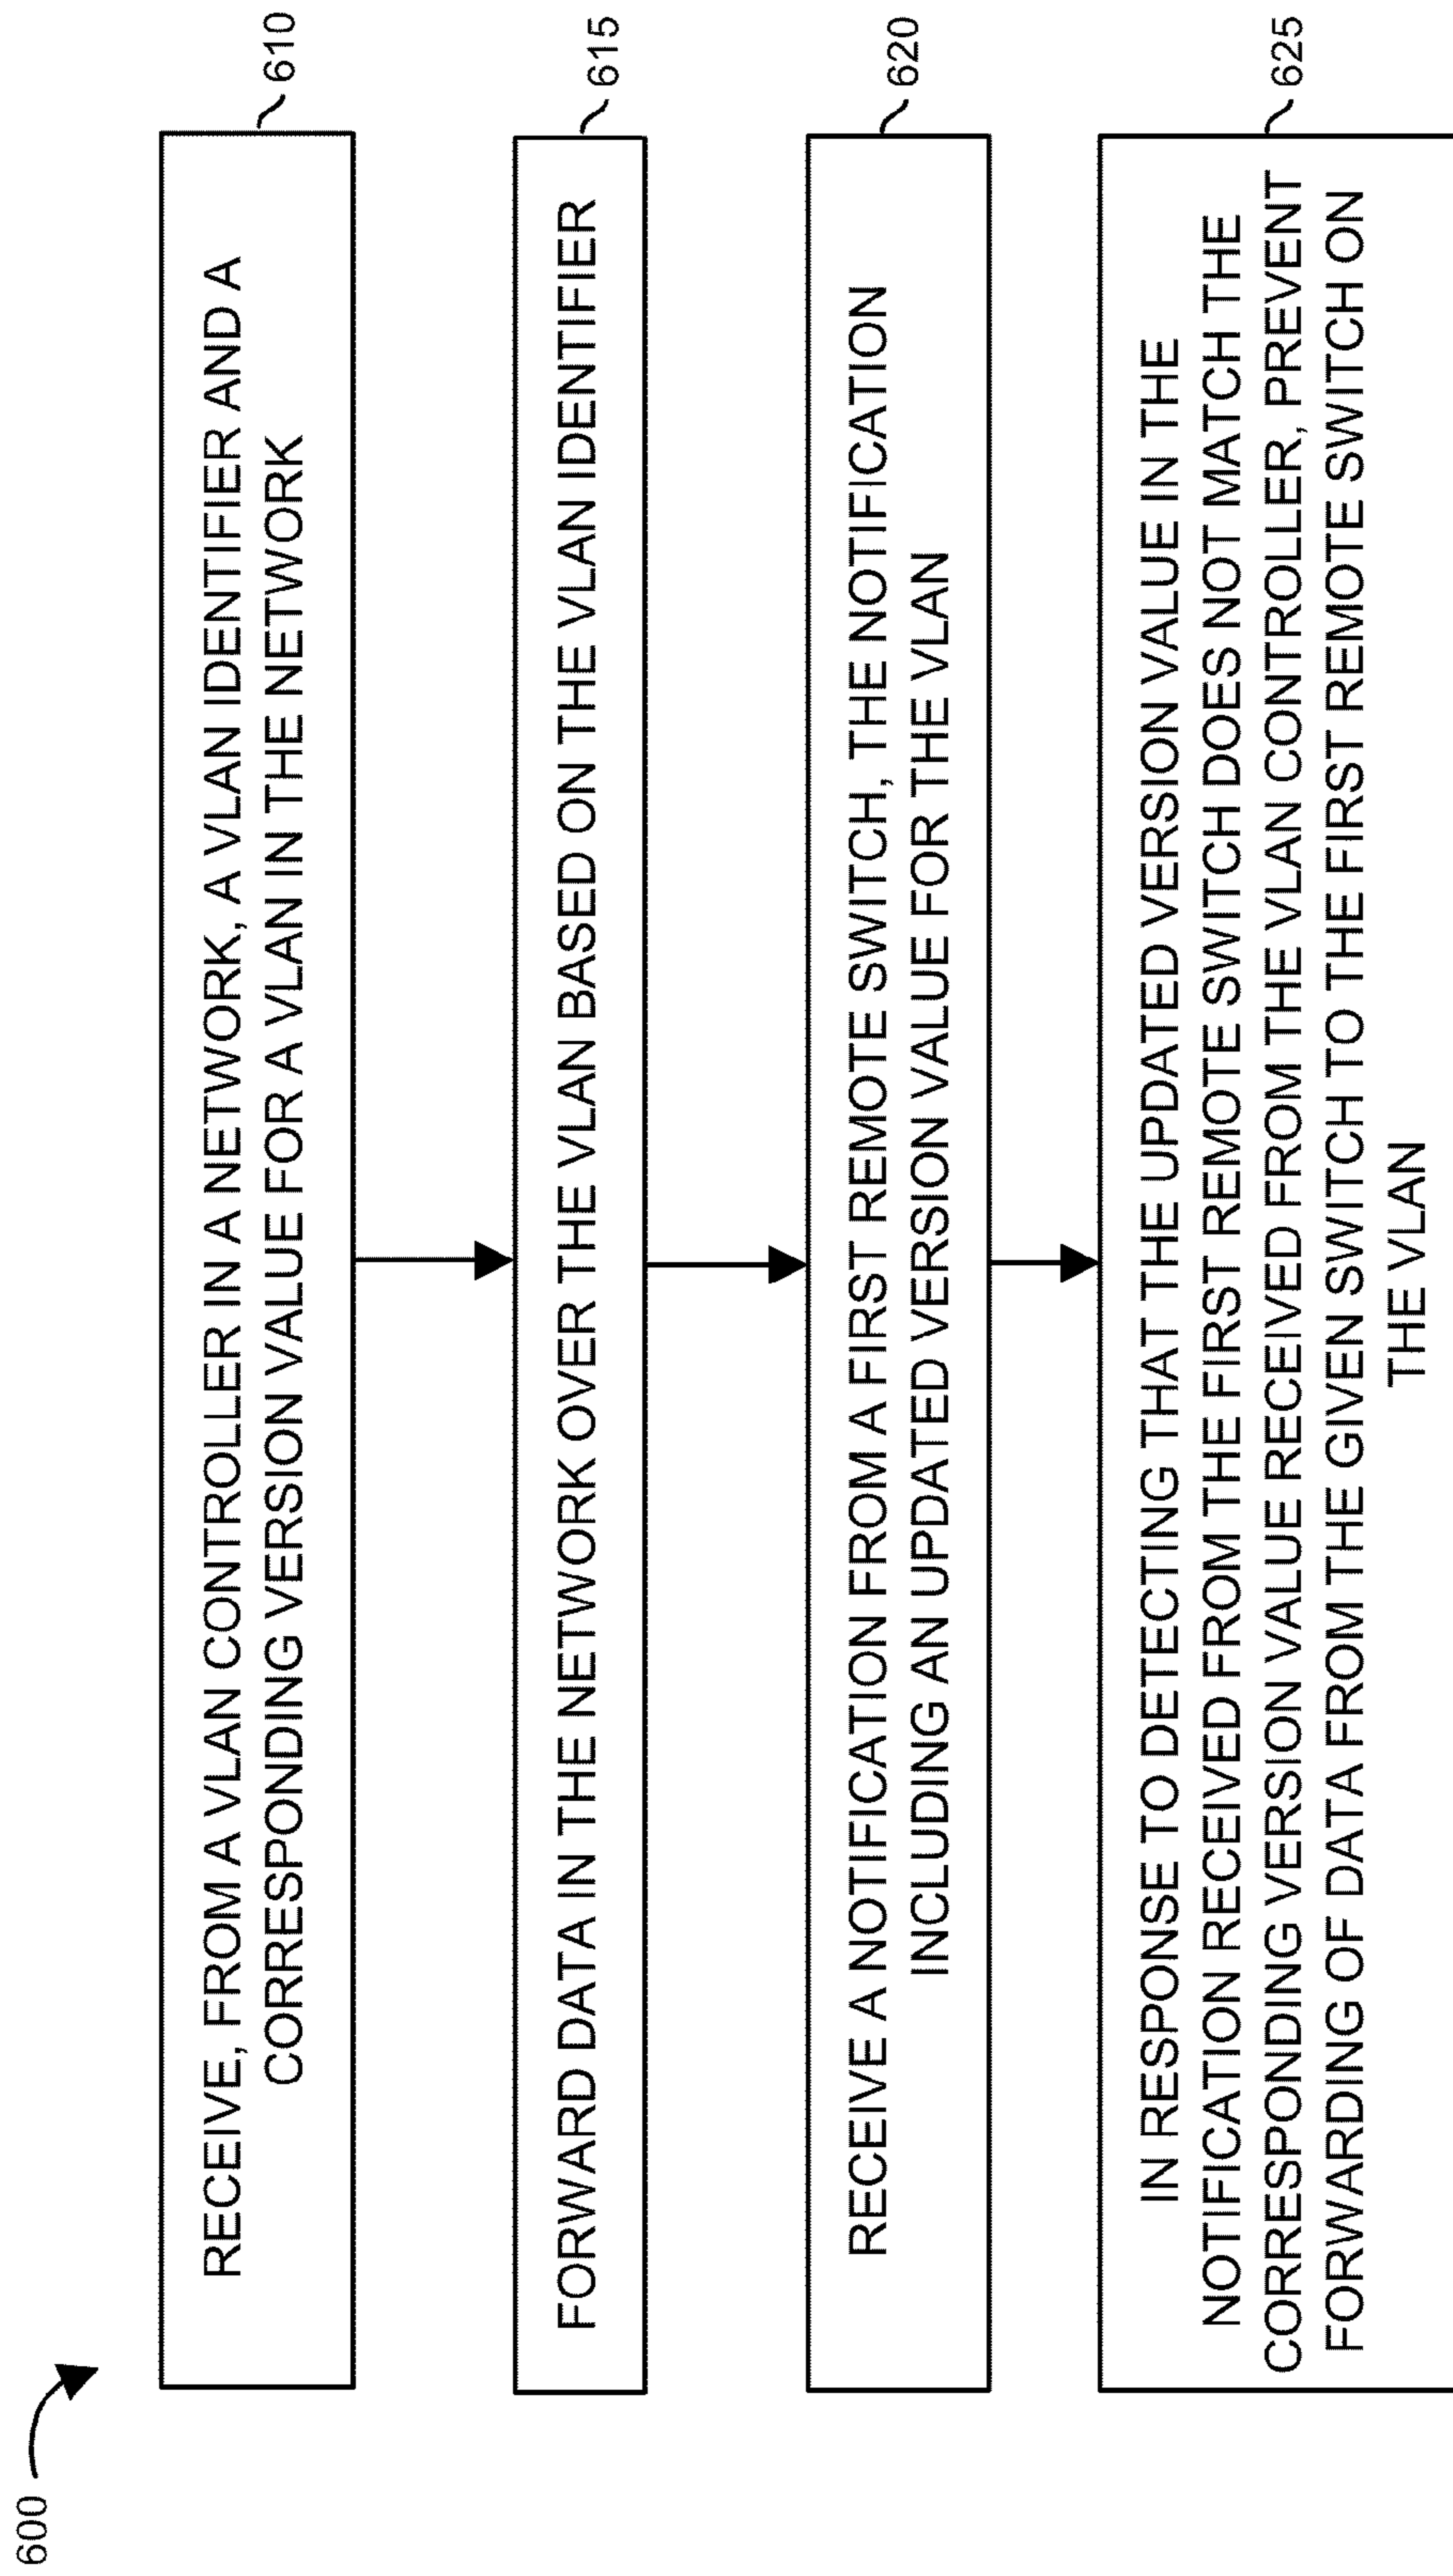 600
RECEIVE, FROM A VLAN CONTROLLER IN A NETWORK, A VLAN IDENTIFIER AND A
CORRESPONDING VERSION VALUE FOR A VLAN IN THE NETWORK
610
FORWARD DATA IN THE NETWORK OVER THE VLAN BASED ON THE VLAN IDENTIFIER
615
RECEIVE A NOTIFICATION FROM A FIRST REMOTE SWITCH, THE NOTIFICATION
INCLUDING AN UPDATED VERSION VALUE FOR THE VLAN
620
IN RESPONSE TO DETECTING THAT THE UPDATED VERSION VALUE IN THE
NOTIFICATION RECEIVED FROM THE FIRST REMOTE SWITCH DOES NOT MATCH THE
CORRESPONDING VERSION VALUE RECEIVED FROM THE VLAN CONTROLLER, PREVENT
FORWARDING OF DATA FROM THE GIVEN SWITCH TO THE FIRST REMOTE SWITCH ON
THE VLAN
625